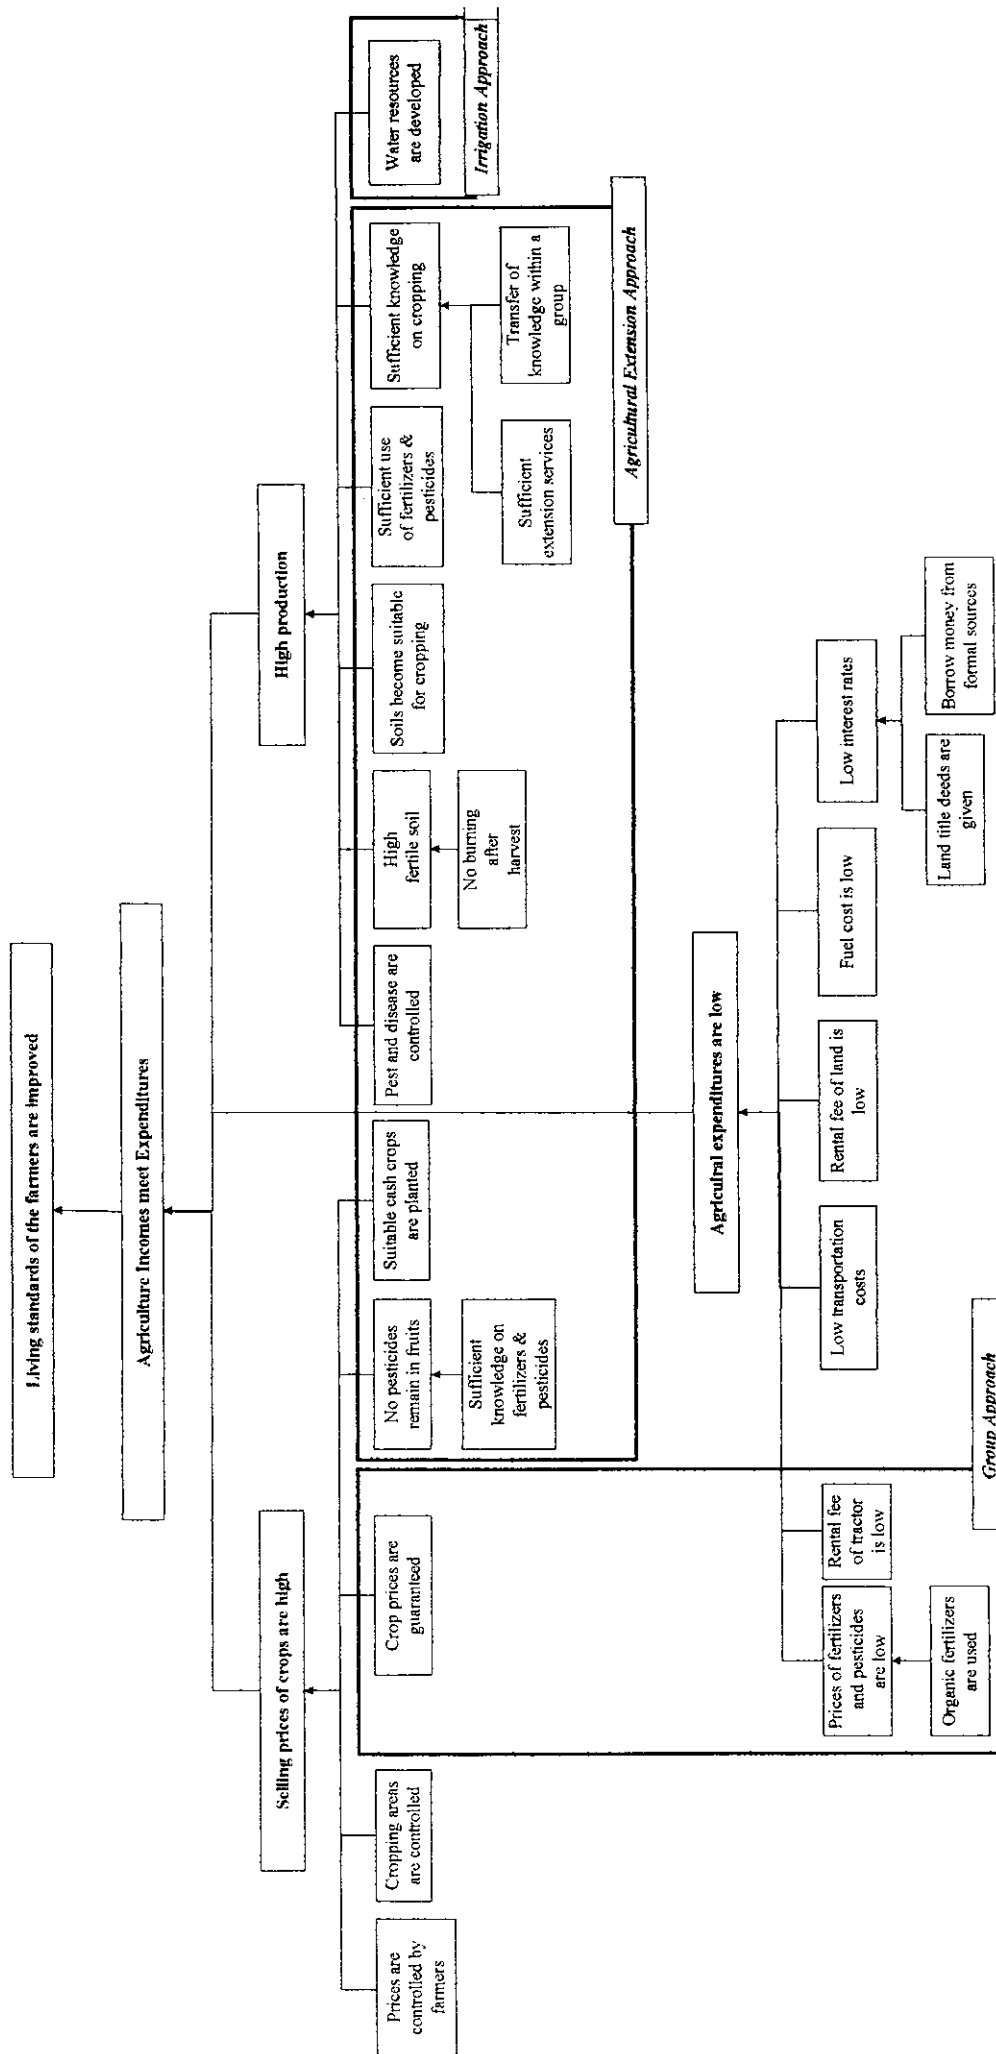 Living standards of the farmers are improved
Agriculture Incomes meet Expenditures
Selling prices of crops are high
High production
Prices are
controlled by
farmers
Cropping areas
are controlled
Crop prices are
guaranteed
No pesticides
remain in fruits
Suitable cash crops
are planted
Pest and disease are
controlled
High
fertile soil
Soils become suitable
for cropping
Sufficient use
of fertilizers &
pesticides
Sufficient knowledge
on cropping
Water resources
are developed
Sufficient
knowledge on
fertilizers &
pesticides
No burning
after
harvest
Sufficient
extension services
Transfer of
knowledge within a
group
Irrigation Approach
Agricultural Extension Approach
Agricultral expenditures are low
Prices of fertilizers
and pesticides
are low
Rental fee
of tractor
is low
Low transportation
costs
Rental fee of land is
low
Fuel cost is low
Low interest rates
Organic fertilizers
are used
Land title deeds are
given
Borrow money from
formal sources
Group Approach